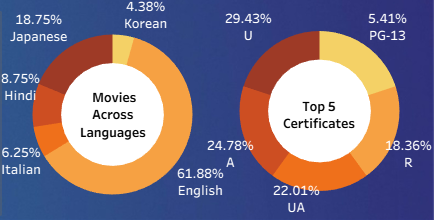 4.38%
Korean
18.75%
Japanese
8.75%
Hindi
6.25%
Italian
61.88%
English
Movies
Across
Languages
29.43%
U
5.41%
PG-13
24.78%
A
18.36%
R
22.01%
UA
Top 5
Certificates